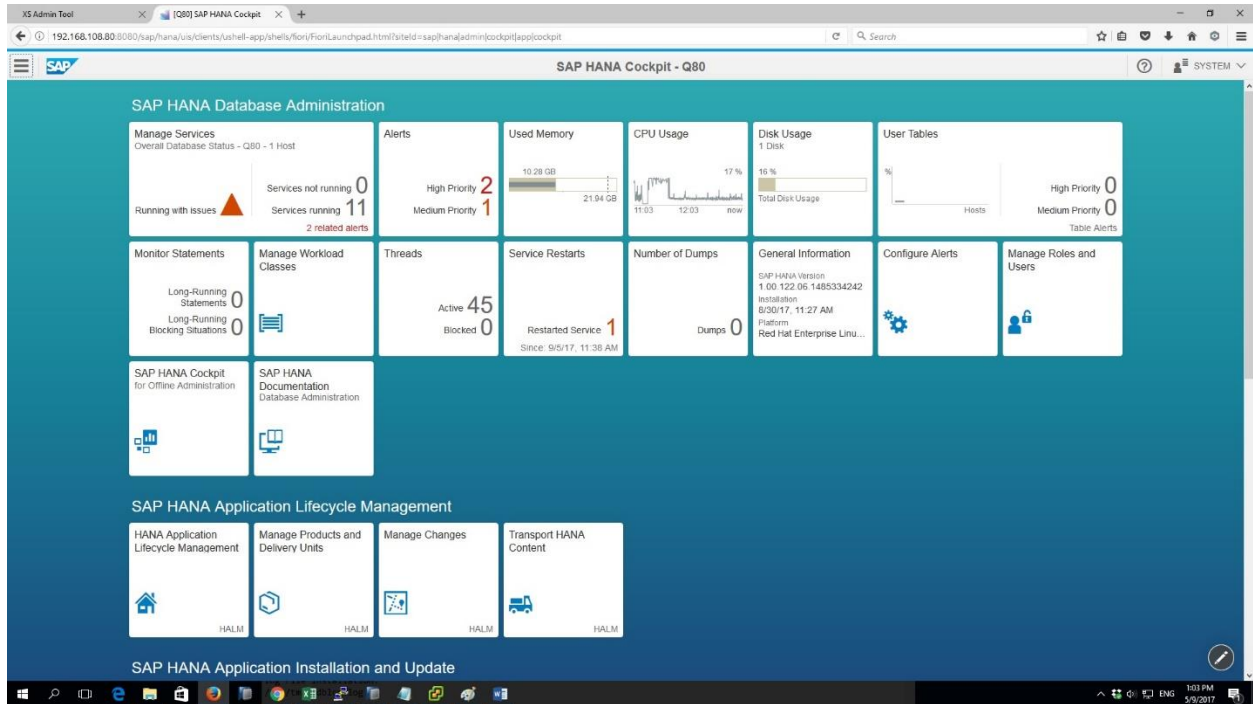 XS Admin Tool
[Q80] SAP HANA Cockpit
192.168.108.80:8080/sap/hana/uis/clients/ushell-app/shells/fiori/FioriLaunchpad.html?siteId=sap|hana|admin|cockpit|app|cockpit
Search
SAP
SAP HANA Cockpit - Q80
SYSTEM
SAP HANA Database Administration
Manage Services
Overall Database Status - Q80 - 1 Host
Running with issues
Services not running 0
Services running 11
2 related alerts
Alerts
High Priority 2
Medium Priority 1
Used Memory
10.28 GB
21.94 GB
CPU Usage
17 %
11:03 12:03 now
Disk Usage
1 Disk
16 %
Total Disk Usage
User Tables
%
Hosts
High Priority 0
Medium Priority 0
Table Alerts
Monitor Statements
Long-Running
Statements 0
Long-Running
Blocking Situations 0
Manage Workload
Classes
Threads
Active 45
Blocked 0
Service Restarts
Restarted Service 1
Since: 9/5/17, 11:38 AM
Number of Dumps
Dumps 0
General Information
SAP HANA Version
1.00.122.06.1485334242
Installation
8/30/17, 11:27 AM
Platform
Red Hat Enterprise Linu...
Configure Alerts
Manage Roles and
Users
SAP HANA Cockpit
for Offline Administration
SAP HANA
Documentation
Database Administration
SAP HANA Application Lifecycle Management
HANA Application
Lifecycle Management
HALM
Manage Products and
Delivery Units
HALM
Manage Changes
HALM
Transport HANA
Content
HALM
SAP HANA Application Installation and Update
ENG
1:03 PM
5/9/2017